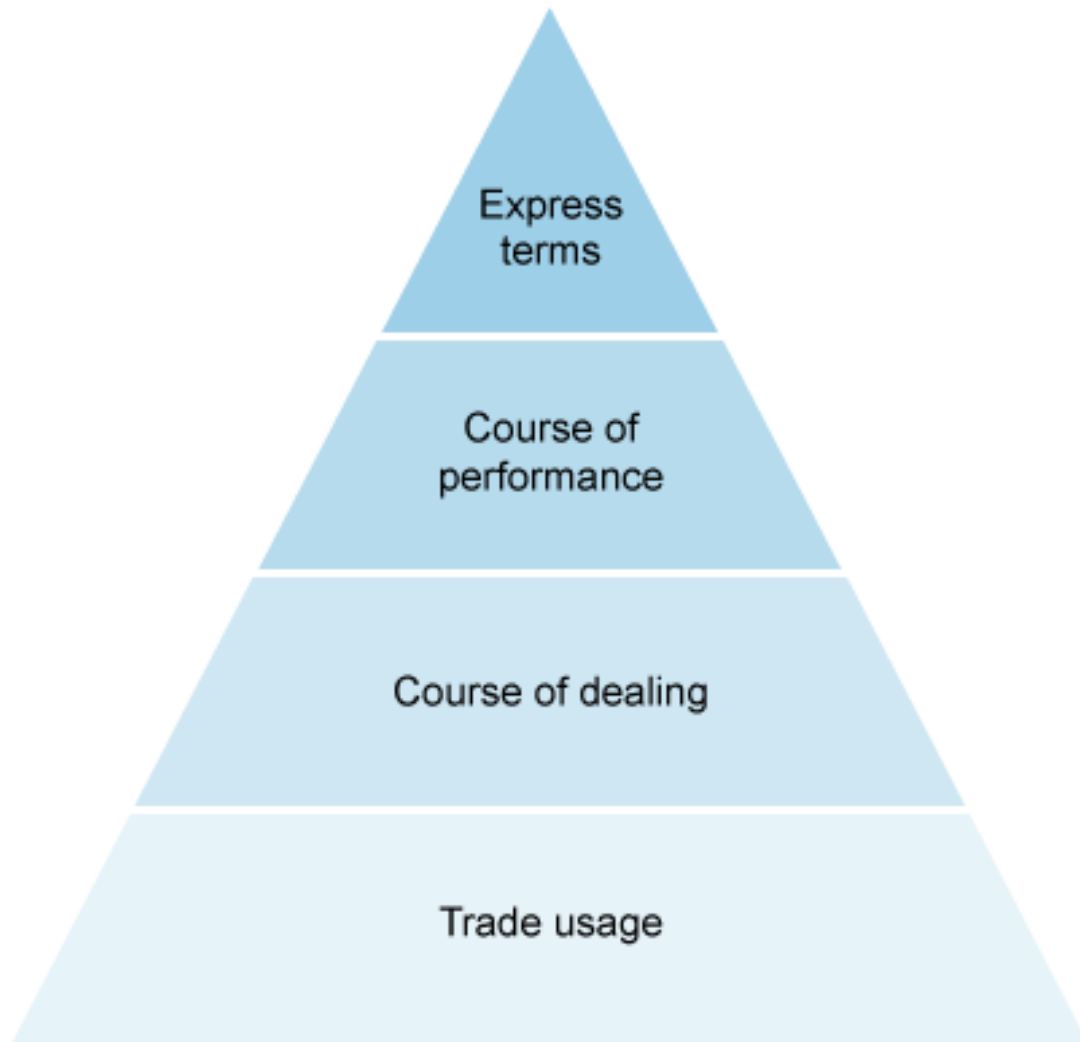 Express
terms
Course of
performance
Course of dealing
Trade usage